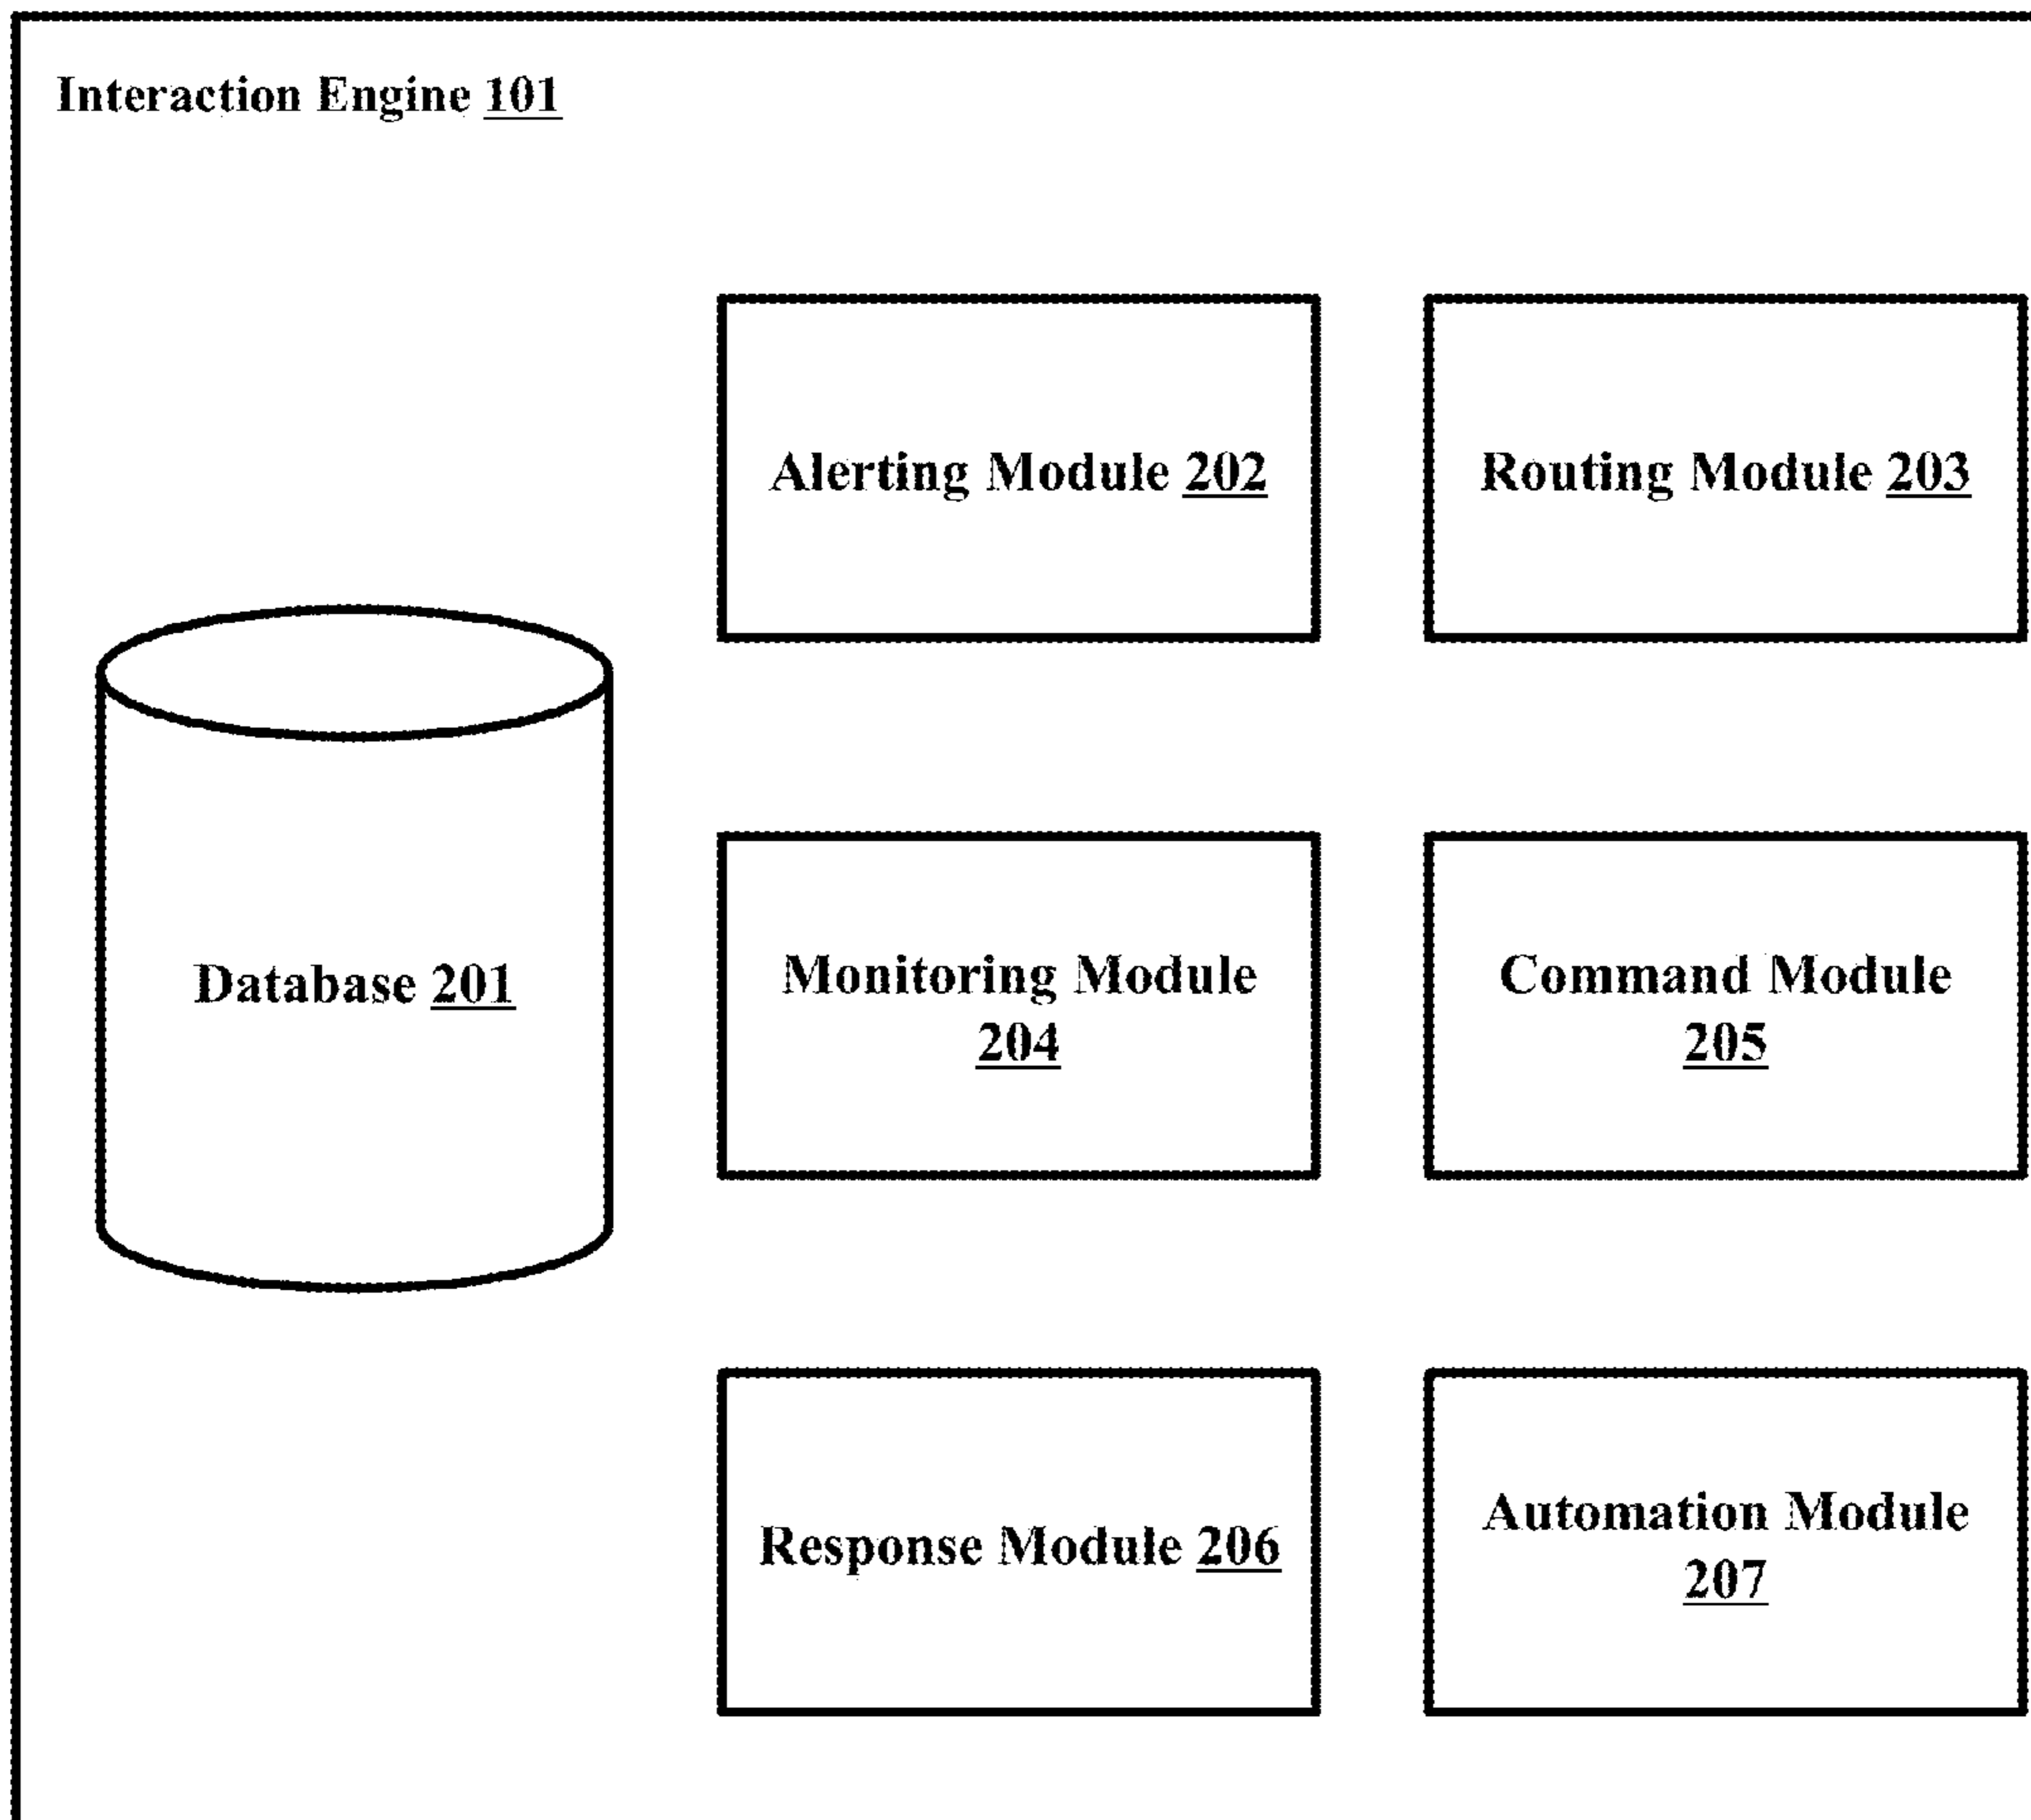 Interaction Engine 101
Alerting Module 202
Routing Module 203
Database 201
Monitoring Module
204
Command Module
205
Response Module 206
Automation Module
207